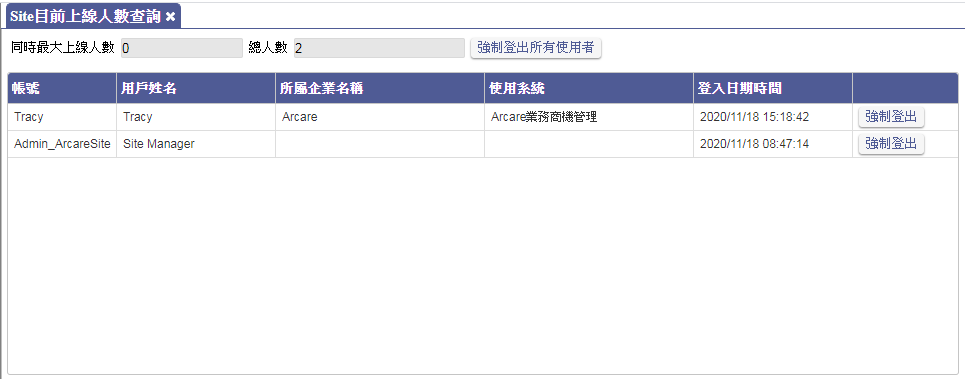 Site目前上線人數查詢 ✖
同時最大上線人數 0 總人數 2 強制登出所有使用者
帳號 用戶姓名 所屬企業名稱 使用系統 登入日期時間
Tracy Tracy Arcare Arcare業務商機管理 2020/11/18 15:18:42 強制登出
Admin_ArcareSite Site Manager 2020/11/18 08:47:14 強制登出